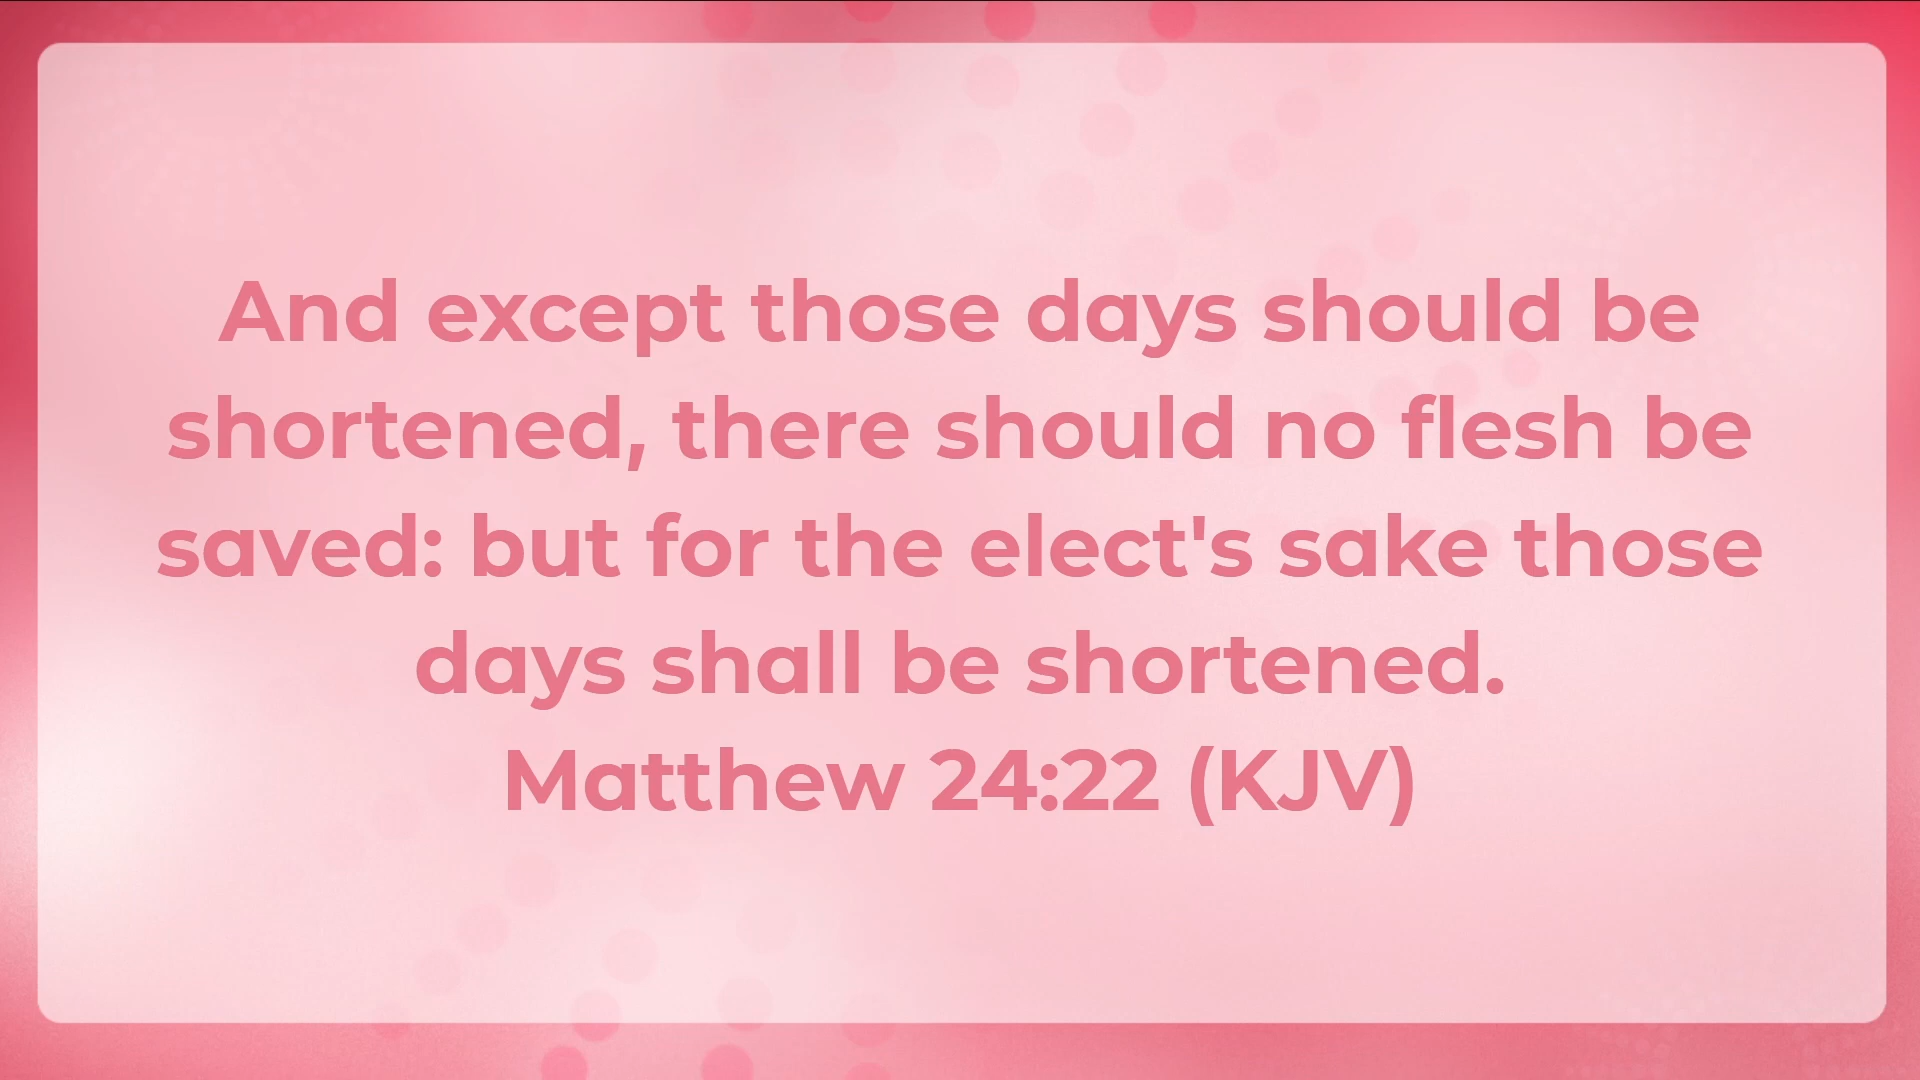 And except those days should be
shortened, there should no flesh be
saved: but for the elect's sake those
days shall be shortened.
Matthew 24:22 (KJV)